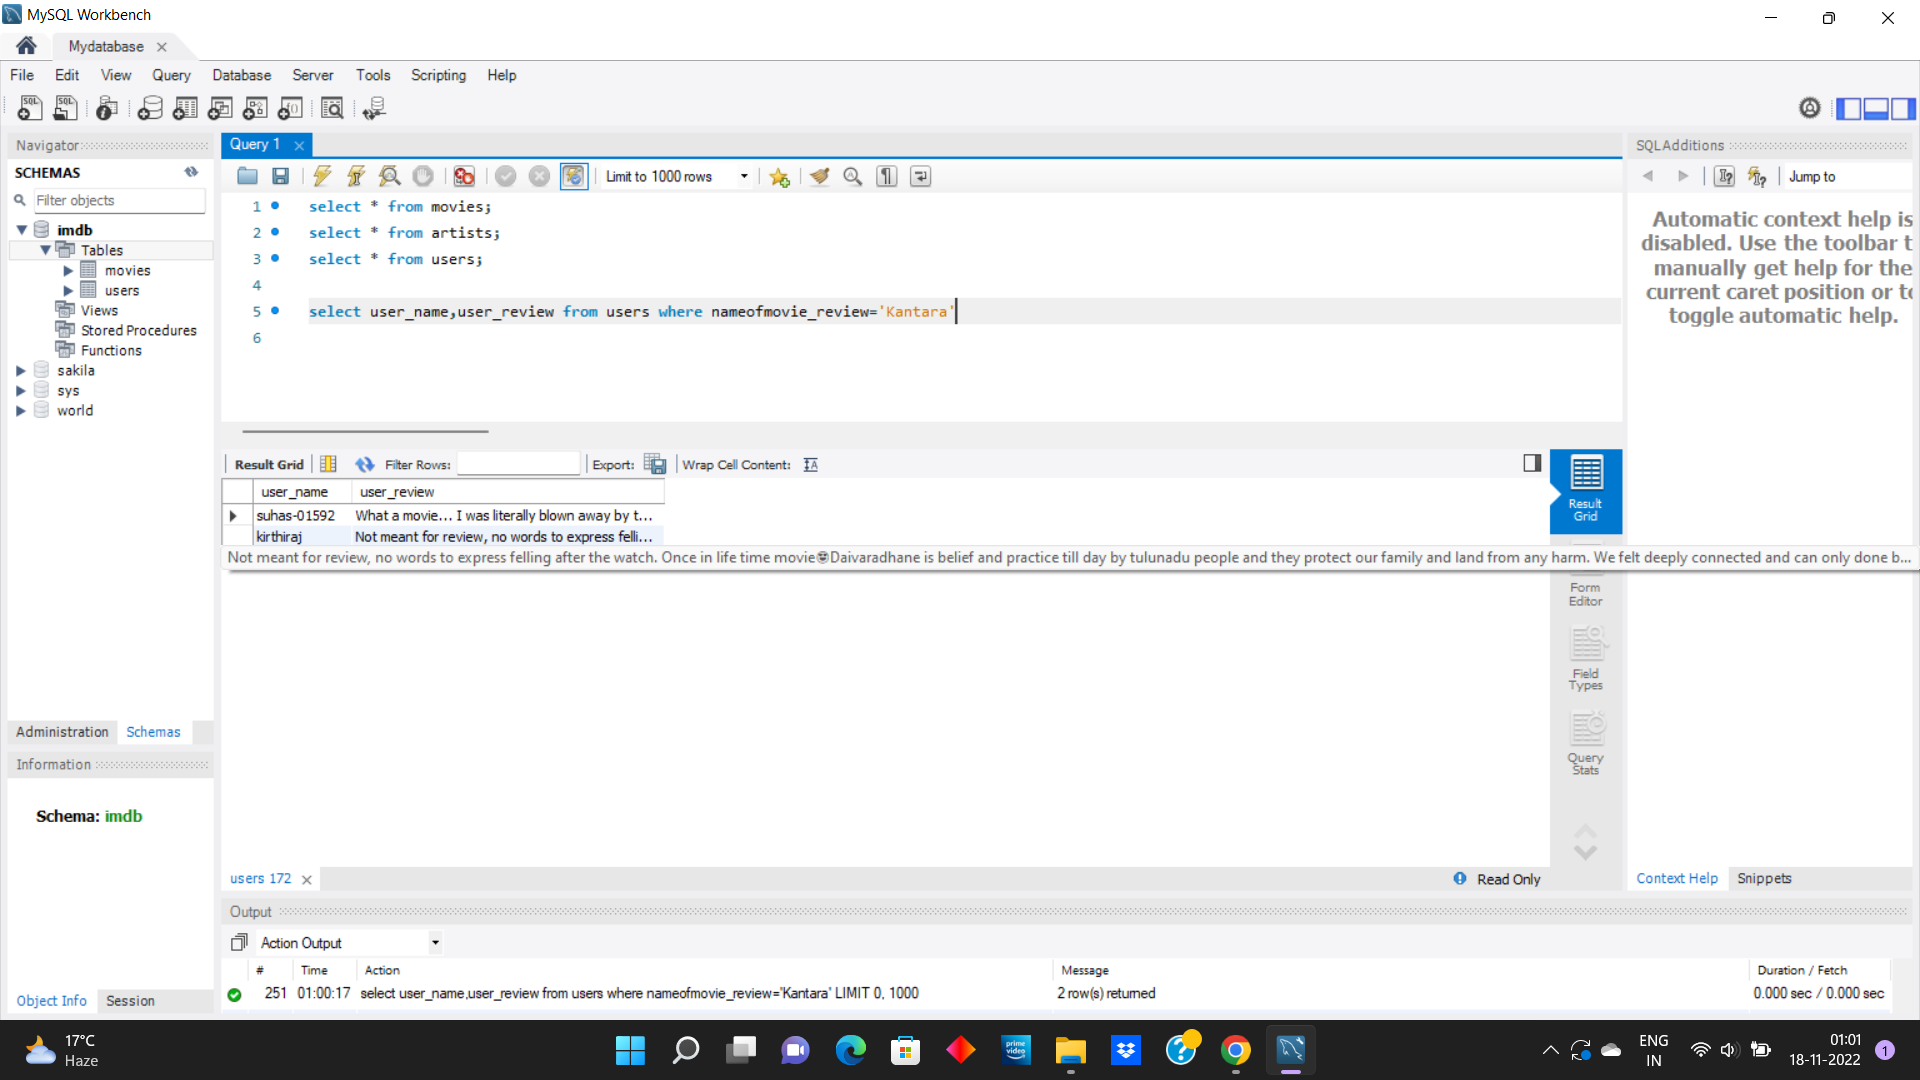 MySQL Workbench
Mydatabase
File Edit View Query Database Server Tools Scripting Help
Navigator
SCHEMAS
Filter objects
imdb
Tables
movies
users
Views
Stored Procedures
Functions
sakila
sys
world
Administration Schemas
Information
Schema: imdb
Object Info Session
Query 1
Limit to 1000 rows
1 select * from movies;
2 select * from artists;
3 select * from users;
4
5 select user_name,user_review from users where nameofmovie_review='Kantara'
6
Result Grid Filter Rows: Export: Wrap Cell Content:
user_name user_review
suhas-01592 What a movie... I was literally blown away by t...
kirthiraj Not meant for review, no words to express felli...
Not meant for review, no words to express felling after the watch. Once in life time movie🤩Daivaradhane is belief and practice till day by tulunadu people and they protect our family and land from any harm. We felt deeply connected and can only done b...
Result
Grid
Form
Editor
Field
Types
Query
Stats
users 172
Read Only
SQLAdditions
Jump to
Automatic context help is
disabled. Use the toolbar t
manually get help for the
current caret position or to
toggle automatic help.
Context Help Snippets
Output
Action Output
# Time Action Message Duration / Fetch
251 01:00:17 select user_name,user_review from users where nameofmovie_review='Kantara' LIMIT 0, 1000 2 row(s) returned 0.000 sec / 0.000 sec
17°C
Haze
prime
video
ENG
IN
01:01
18-11-2022
1